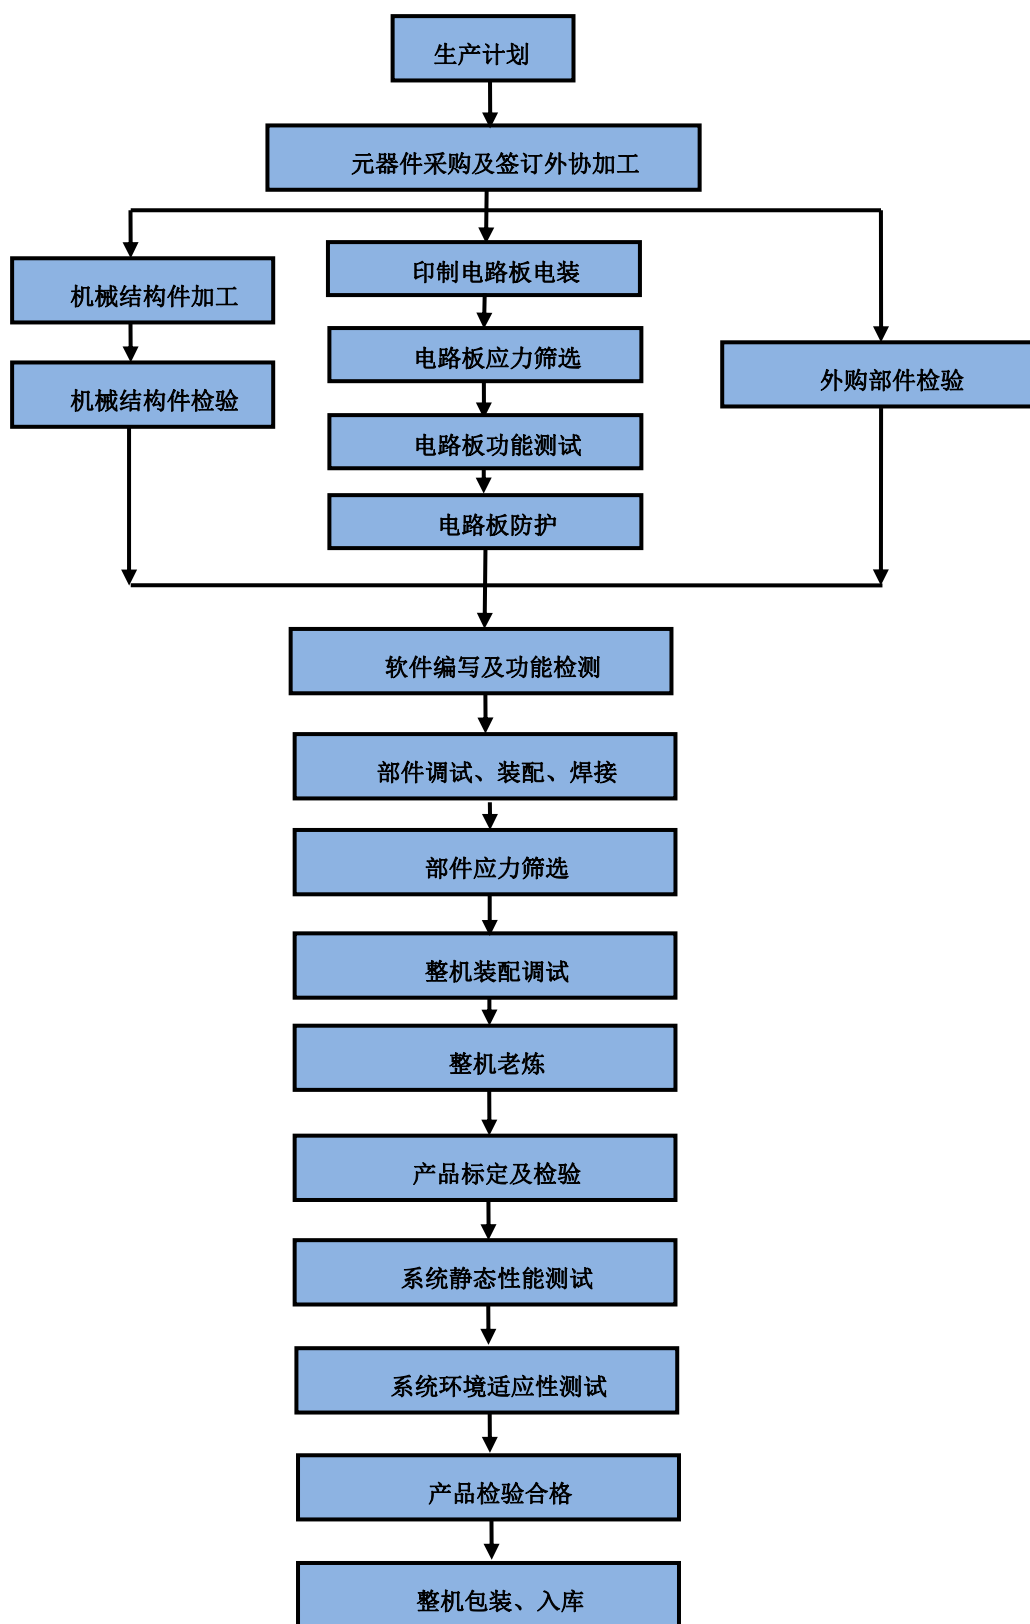 生产计划
元器件采购及签订外协加工
机械结构件加工
机械结构件检验
印制电路板电装
电路板应力筛选
电路板功能测试
电路板防护
外购部件检验
软件编写及功能检测
部件调试、装配、焊接
部件应力筛选
整机装配调试
整机老炼
产品标定及检验
系统静态性能测试
系统环境适应性测试
产品检验合格
整机包装、入库